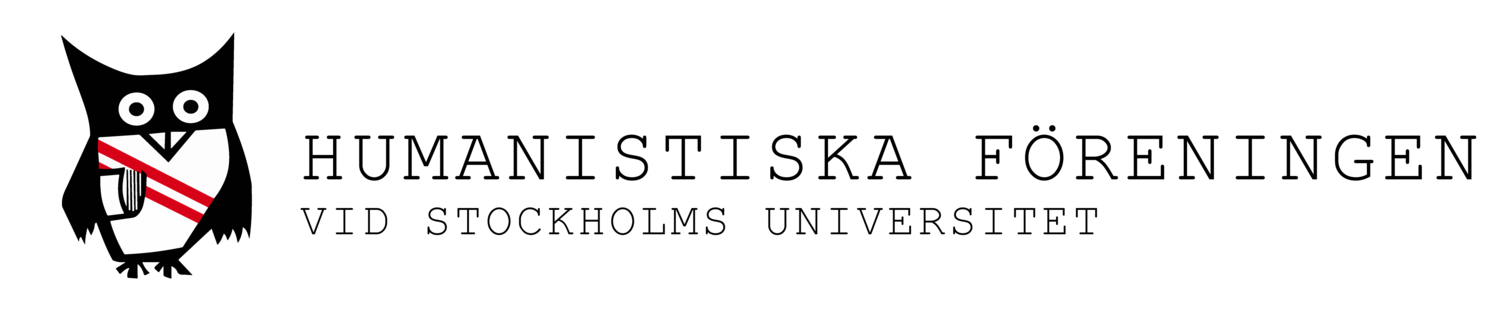 HUMANISTISKA FÖRENINGEN
VID STOCKHOLMS UNIVERSITET